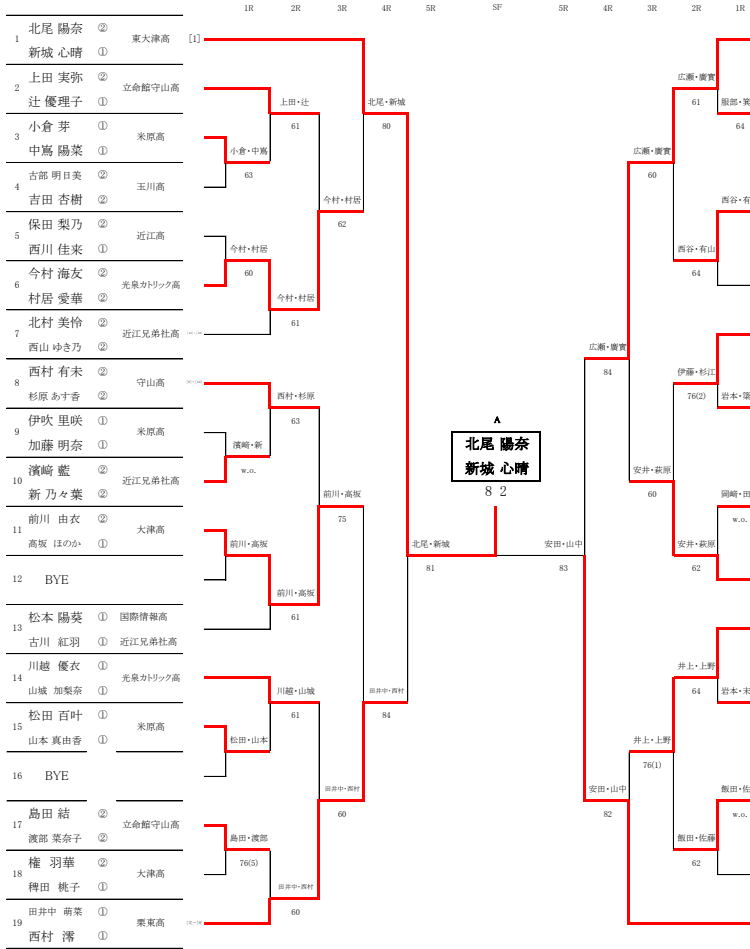 1R 2R 3R 4R 5R SF 5R 4R 3R 2R 1R
1 北尾 陽奈 ② 東大津高 [1]
新城 心晴 ①
2 上田 実弥 ② 立命館守山高
辻 優理子 ①
3 小倉 芽 ① 米原高
中嶌 陽菜 ①
4 古部 明日美 ② 玉川高
吉田 杏樹 ②
5 保田 梨乃 ② 近江高
西川 佳来 ①
6 今村 海友 ② 光泉カトリック高
村居 愛華 ②
7 北村 美怜 ② 近江兄弟社高
西山 ゆき乃 ②
8 西村 有未 ② 守山高
杉原 あす香 ②
9 伊吹 里咲 ① 米原高
加藤 明奈 ①
10 濱﨑 藍 ② 近江兄弟社高
新 乃々葉 ②
11 前川 由衣 ② 大津高
高坂 ほのか ①
12 BYE
13 松本 陽葵 ① 国際情報高
古川 紅羽 ① 近江兄弟社高
14 川越 優衣 ① 光泉カトリック高
山城 加梨奈 ①
15 松田 百叶 ① 米原高
山本 真由香 ①
16 BYE
17 島田 結 ② 立命館守山高
渡部 菜奈子 ②
18 権 羽華 ② 大津高
稗田 桃子 ①
19 田井中 萌菜 ① 栗東高
西村 澪 ①
小倉・中嶌
63
今村・村居
60
濱﨑・新
w.o.
前川・高坂
松田・山本
島田・渡部
76(5)
上田・辻
61
今村・村居
61
西村・杉原
63
前川・高坂
61
川越・山城
61
田井中・西村
60
今村・村居
62
前川・高坂
75
田井中・西村
60
北尾・新城
80
田井中・西村
84
北尾・新城
81
A
北尾 陽奈
新城 心晴
8 2
安田・山中
83
広瀬・廣實
84
安田・山中
82
広瀬・廣實
60
安井・萩原
60
井上・上野
76(1)
広瀬・廣實
61
西谷・有山
64
伊藤・杉江
76(2)
安井・萩原
62
井上・上野
64
飯田・佐藤
62
服部・
64
西谷・有
岩本・
岡﨑・田
w.o.
岩本・末
飯田・佐
w.o.